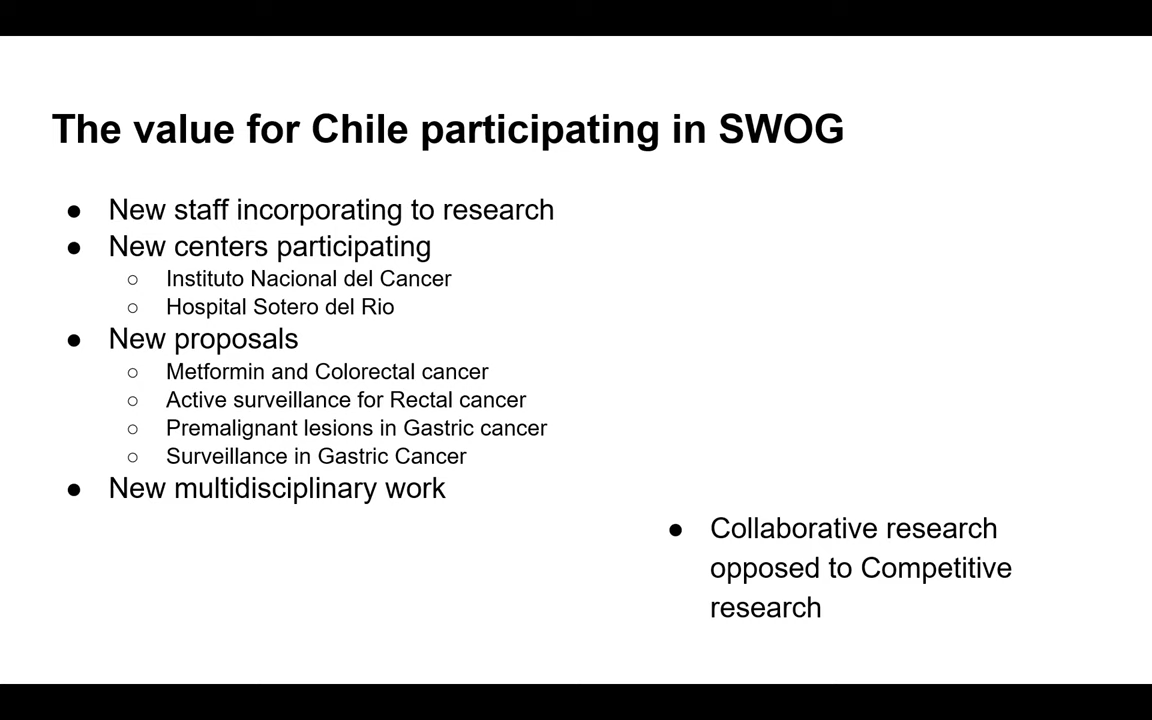 The value for Chile participating in SWOG
● New staff incorporating to research
● New centers participating
○ Instituto Nacional del Cancer
○ Hospital Sotero del Rio
● New proposals
○ Metformin and Colorectal cancer
○ Active surveillance for Rectal cancer
○ Premalignant lesions in Gastric cancer
○ Surveillance in Gastric Cancer
● New multidisciplinary work
● Collaborative research
opposed to Competitive
research